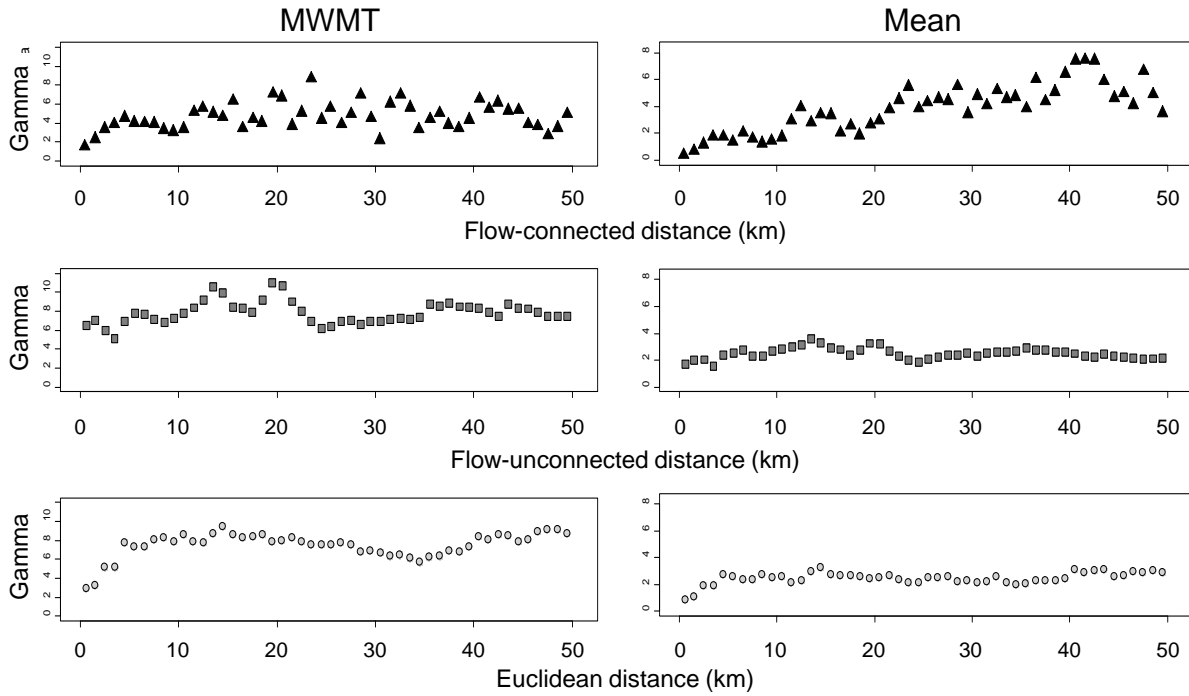 MWMT
Mean
Gamma a
0 2 4 6 8 10 12
0 2 4 6 8
0 10 20 30 40 50
0 10 20 30 40 50
Flow-connected distance (km)
Gamma
0 2 4 6 8 10 12
0 2 4 6 8
0 10 20 30 40 50
0 10 20 30 40 50
Flow-unconnected distance (km)
Gamma
0 2 4 6 8 10 12
0 2 4 6 8
0 10 20 30 40 50
0 10 20 30 40 50
Euclidean distance (km)